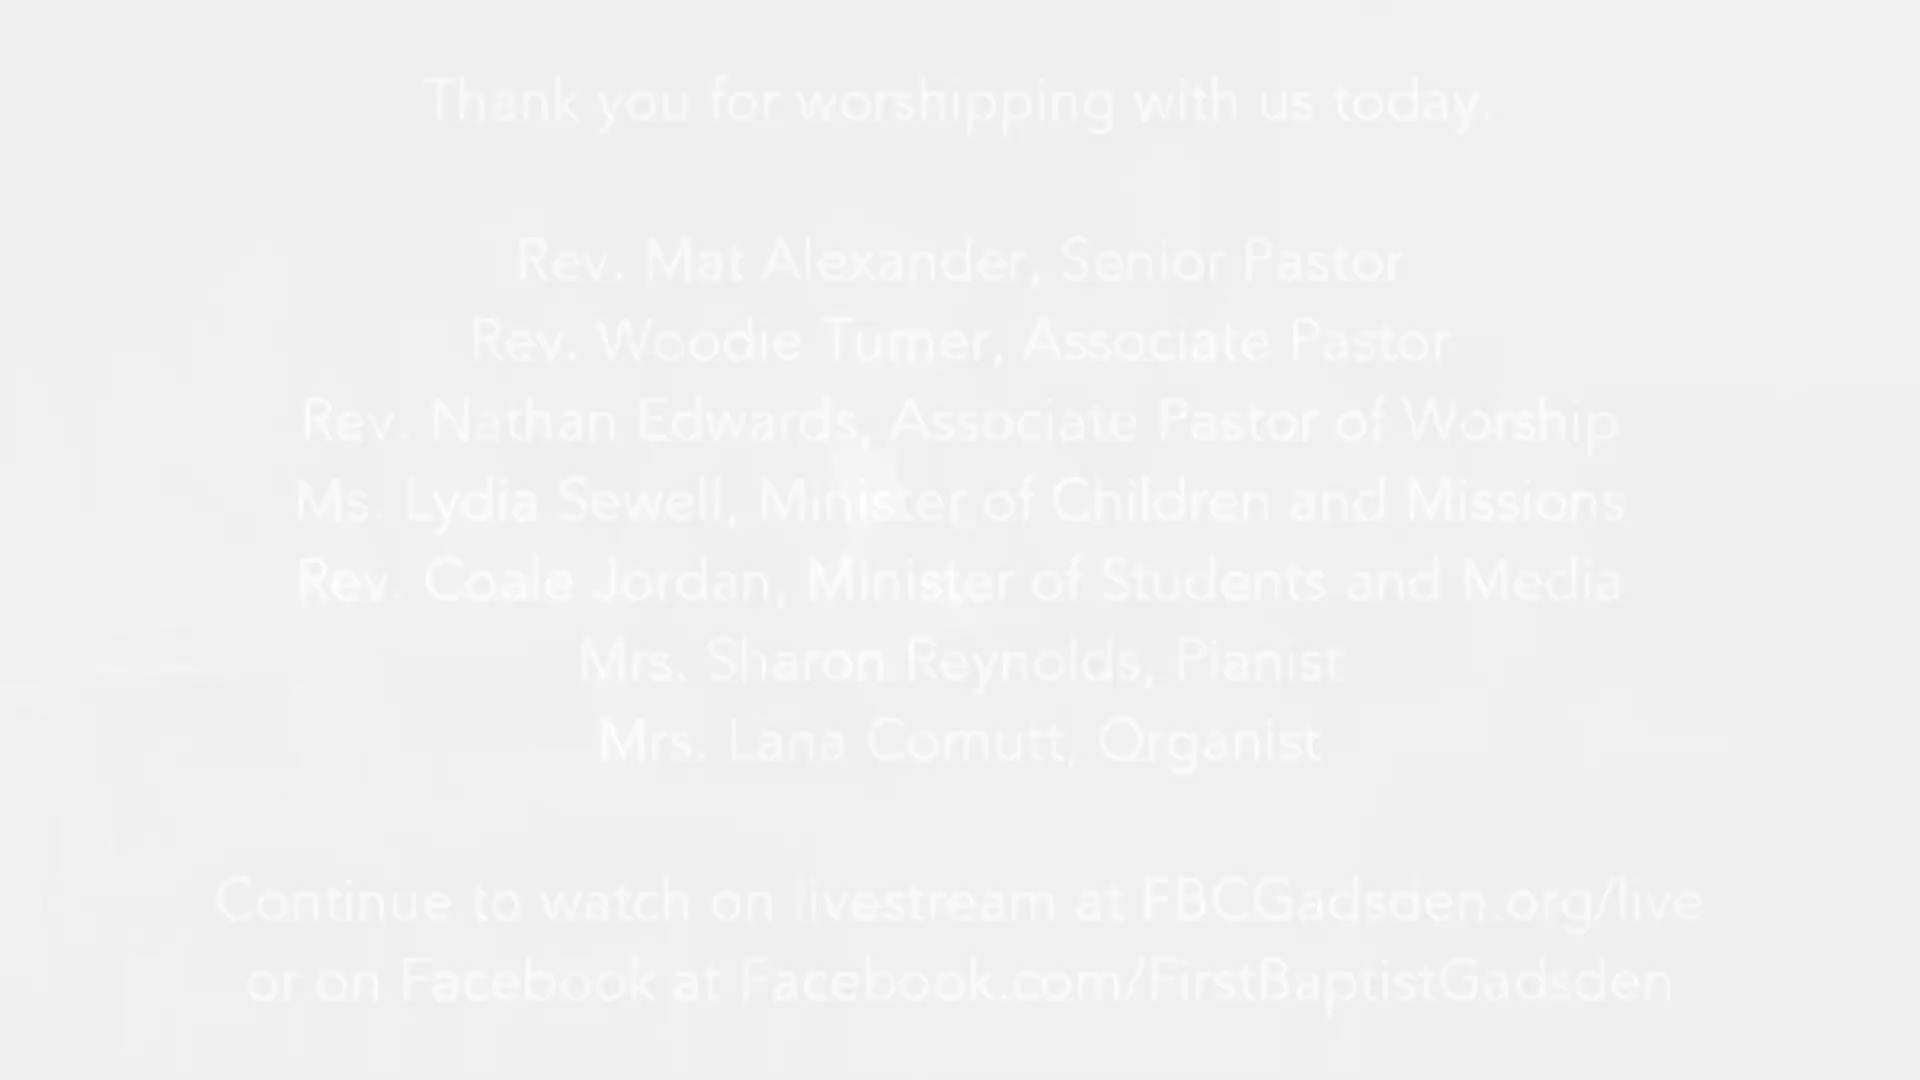 Thank you for worshipping with us today.
Rev. Mat Alexander, Senior Pastor
Rev. Woodie Turner, Associate Pastor
Rev. Nathan Edwards, Associate Pastor of Worship
Ms. Lydia Sewell, Minister of Children and Missions
Rev. Coale Jordan, Minister of Students and Media
Mrs. Sharon Reynolds, Pianist
Mrs. Lana Cornutt, Organist
Continue to watch on livestream at FBCGadsden.org/live
or on Facebook at Facebook.com/FirstBaptistGadsden